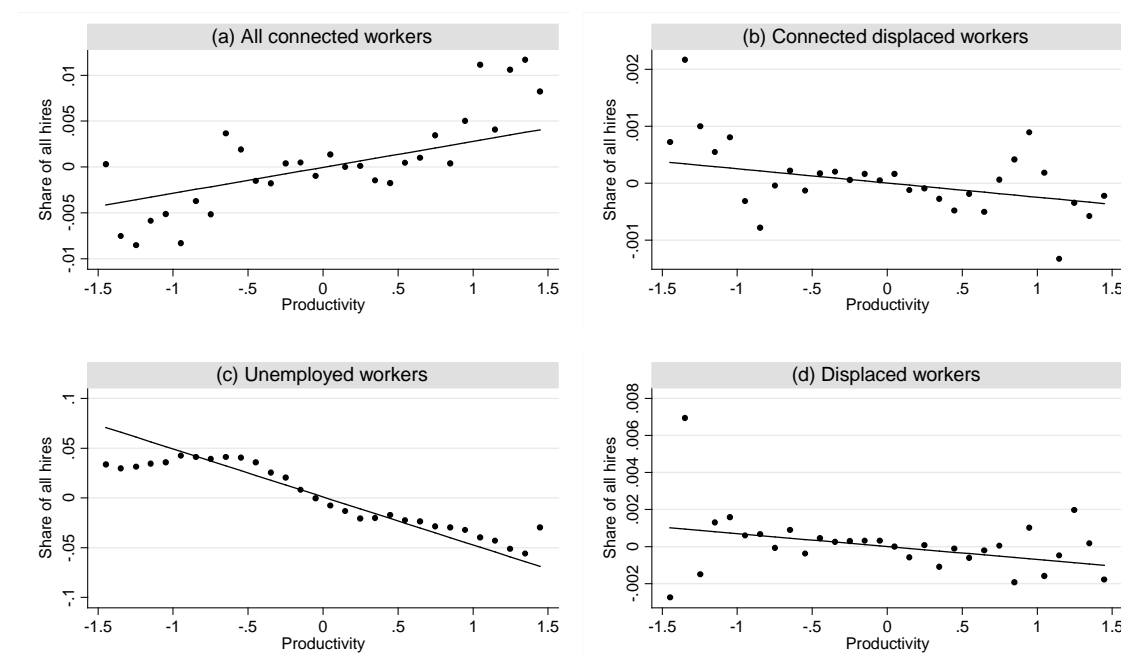 (a) All connected workers
Share of all hires
.01
.005
0
-.005
-.01
-1.5 -1 -.5 0 .5 1 1.5
Productivity
(b) Connected displaced workers
Share of all hires
.002
.001
0
-.001
-1.5 -1 -.5 0 .5 1 1.5
Productivity
(c) Unemployed workers
Share of all hires
.1
.05
0
-.05
-.1
-1.5 -1 -.5 0 .5 1 1.5
Productivity
(d) Displaced workers
Share of all hires
.008
.006
.004
.002
0
-.002
-1.5 -1 -.5 0 .5 1 1.5
Productivity